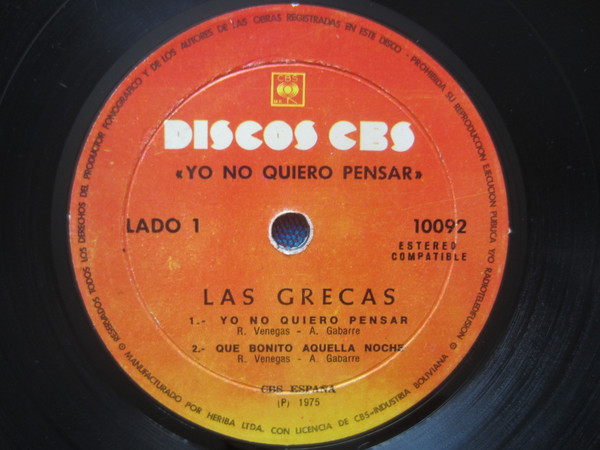 RESERVADOS TODOS LOS DERECHOS DEL PRODUCTOR FONOGRAFICO Y DE LOS AUTORES DE LAS OBRAS REGISTRADAS EN ESTE DISCO - PROHIBIDA SU REPRODUCCION EJECUCION PUBLICA Y/O RADIOTELEDIFUSION
CBS
M.R.
DISCOS CBS
«YO NO QUIERO PENSAR»
LADO 1
10092
ESTEREO
COMPATIBLE
LAS GRECAS
1.- YO NO QUIERO PENSAR
R. Venegas - A. Gabarre
2.- QUE BONITO AQUELLA NOCHE
R. Venegas - A. Gabarre
CBS ESPAÑA
(P) 1975
MANUFACTURADO POR HERIBA LTDA. CON LICENCIA DE CBS-INDUSTRIA BOLIVIANA